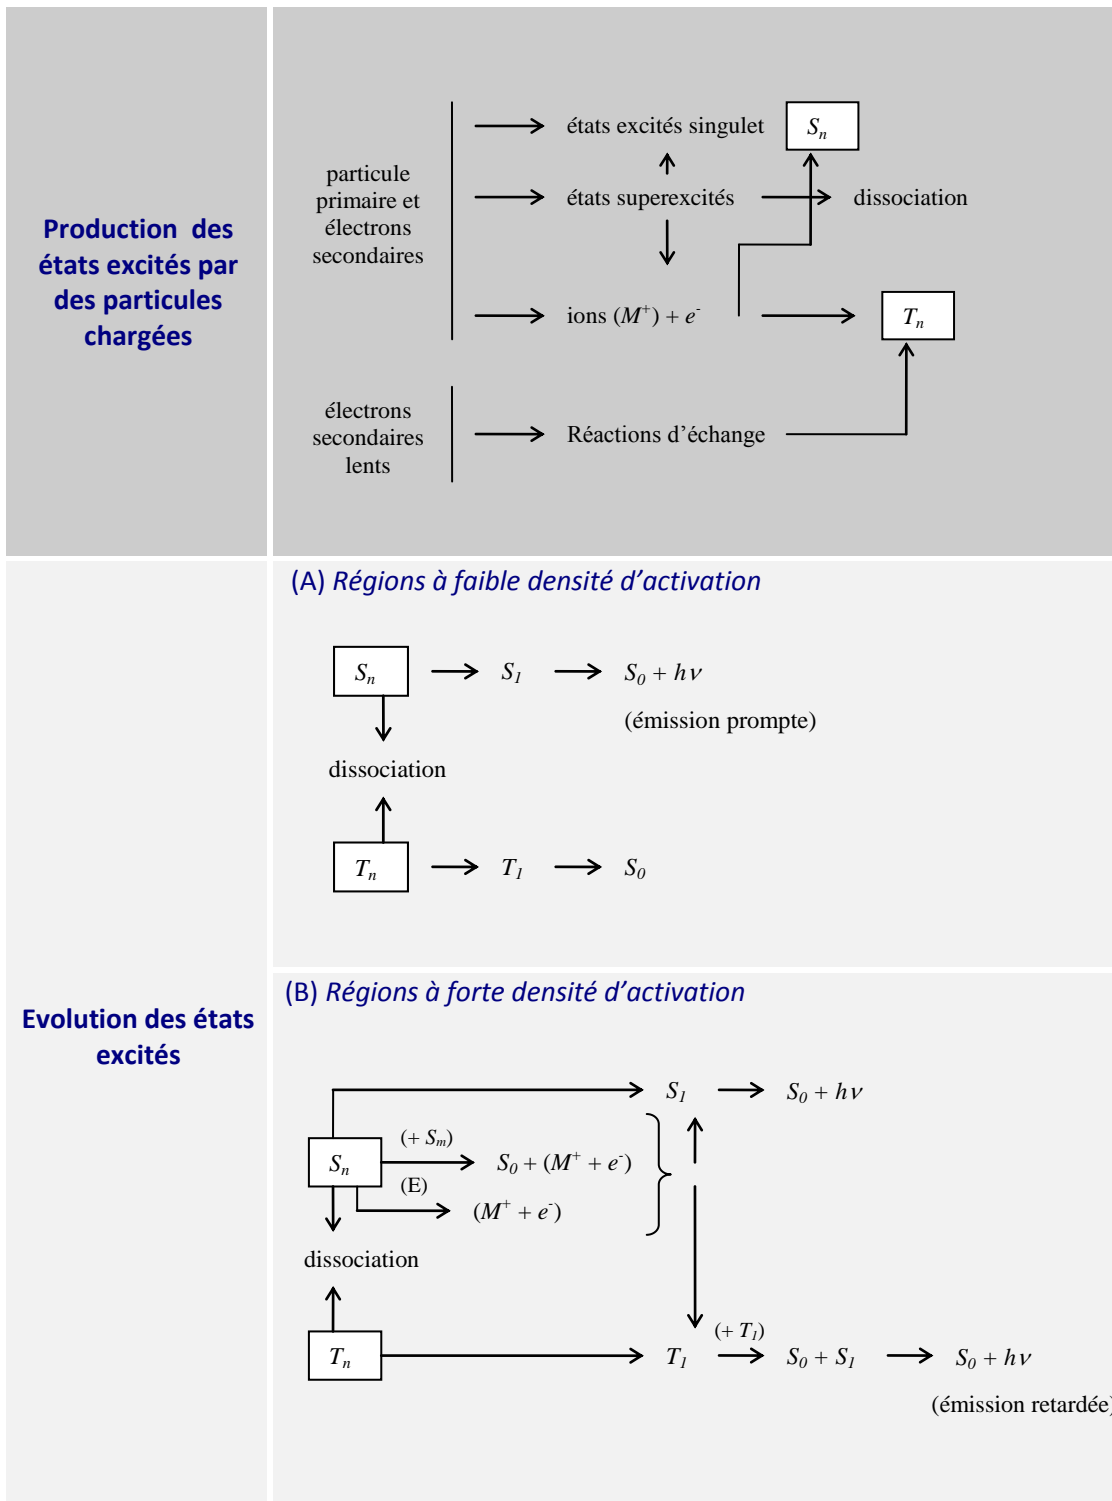 Production des
états excités par
des particules
chargées
particule
primaire et
électrons
secondaires
états excités singulet
Sₙ
états superexcités
dissociation
ions (M⁺) + e⁻
Tₙ
électrons
secondaires
lents
Réactions d’échange
Evolution des états
excités
(A) Régions à faible densité d’activation
Sₙ
S₁
S₀ + hν
(émission prompte)
dissociation
Tₙ
T₁
S₀
(B) Régions à forte densité d’activation
S₁
S₀ + hν
Sₙ
(+ Sₘ)
S₀ + (M⁺ + e⁻)
(E)
(M⁺ + e⁻)
dissociation
Tₙ
T₁
(+ T₁)
S₀ + S₁
S₀ + hν
(émission retardée)